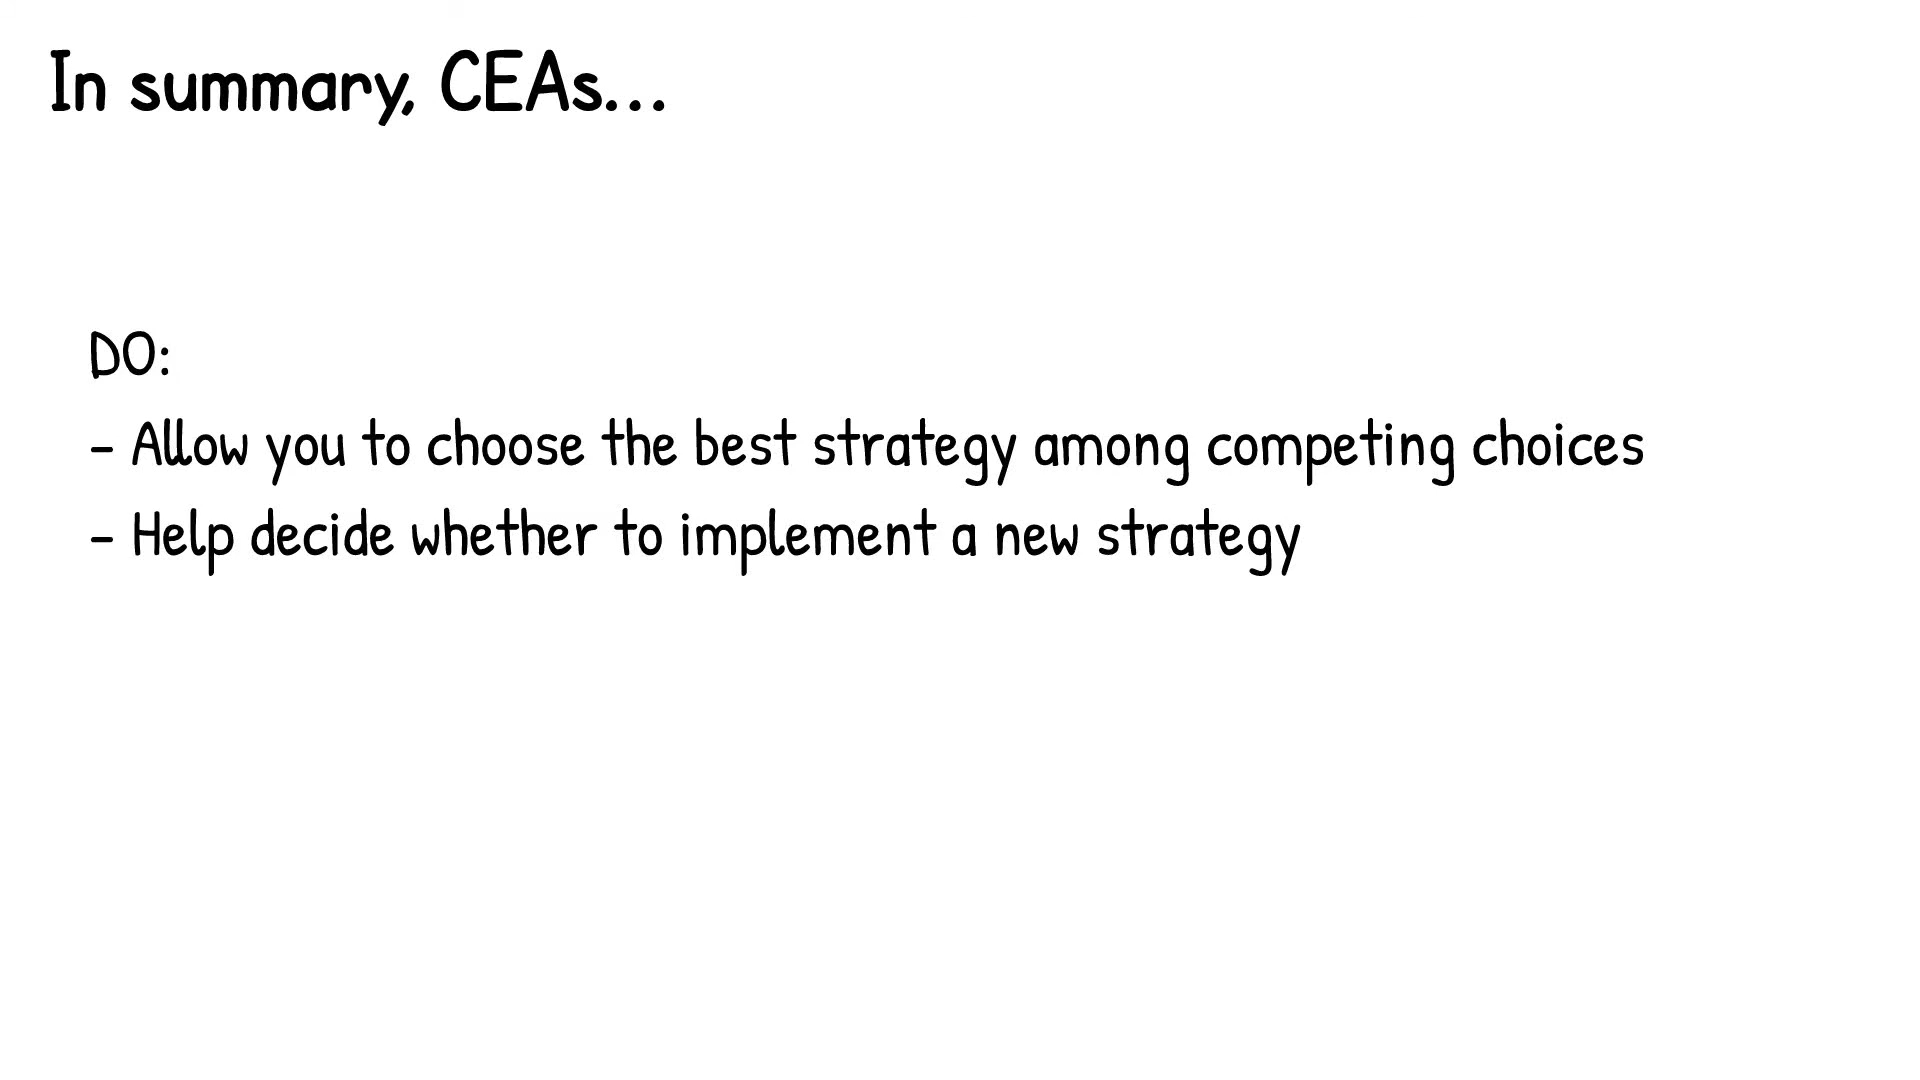 In summary, CEAs...
DO:
- Allow you to choose the best strategy among competing choices
- Help decide whether to implement a new strategy